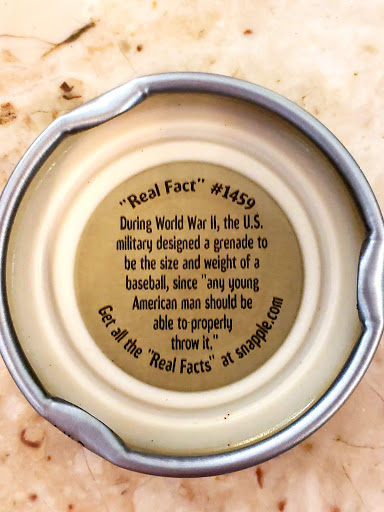 "Real Fact" #1459
During World War II, the U.S.
military designed a grenade to
be the size and weight of a
baseball, since "any young
American man should be
able to properly
throw it."
Get all the "Real Facts" at snapple.com